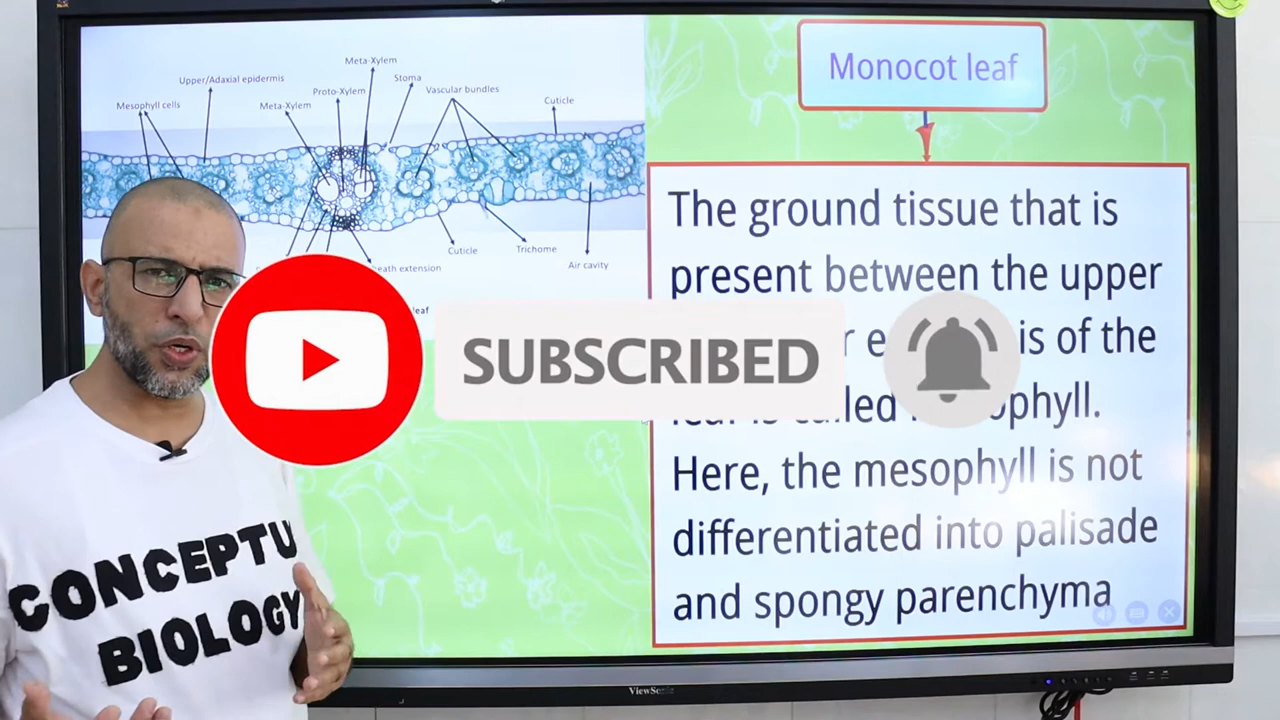 Meta-Xylem
Upper/Adaxial epidermis
Stoma
Proto-Xylem
Vascular bundles
Mesophyll cells
Meta-Xylem
Cuticle
Cuticle
Trichome
Air cavity
extension
Monocot leaf
The ground tissue that is
present between the upper
is of the
SUBSCRIBED
Here, the mesophyll is not
differentiated into palisade
and spongy parenchyma
CONCEPTU
BIOLOGY
ViewSonic